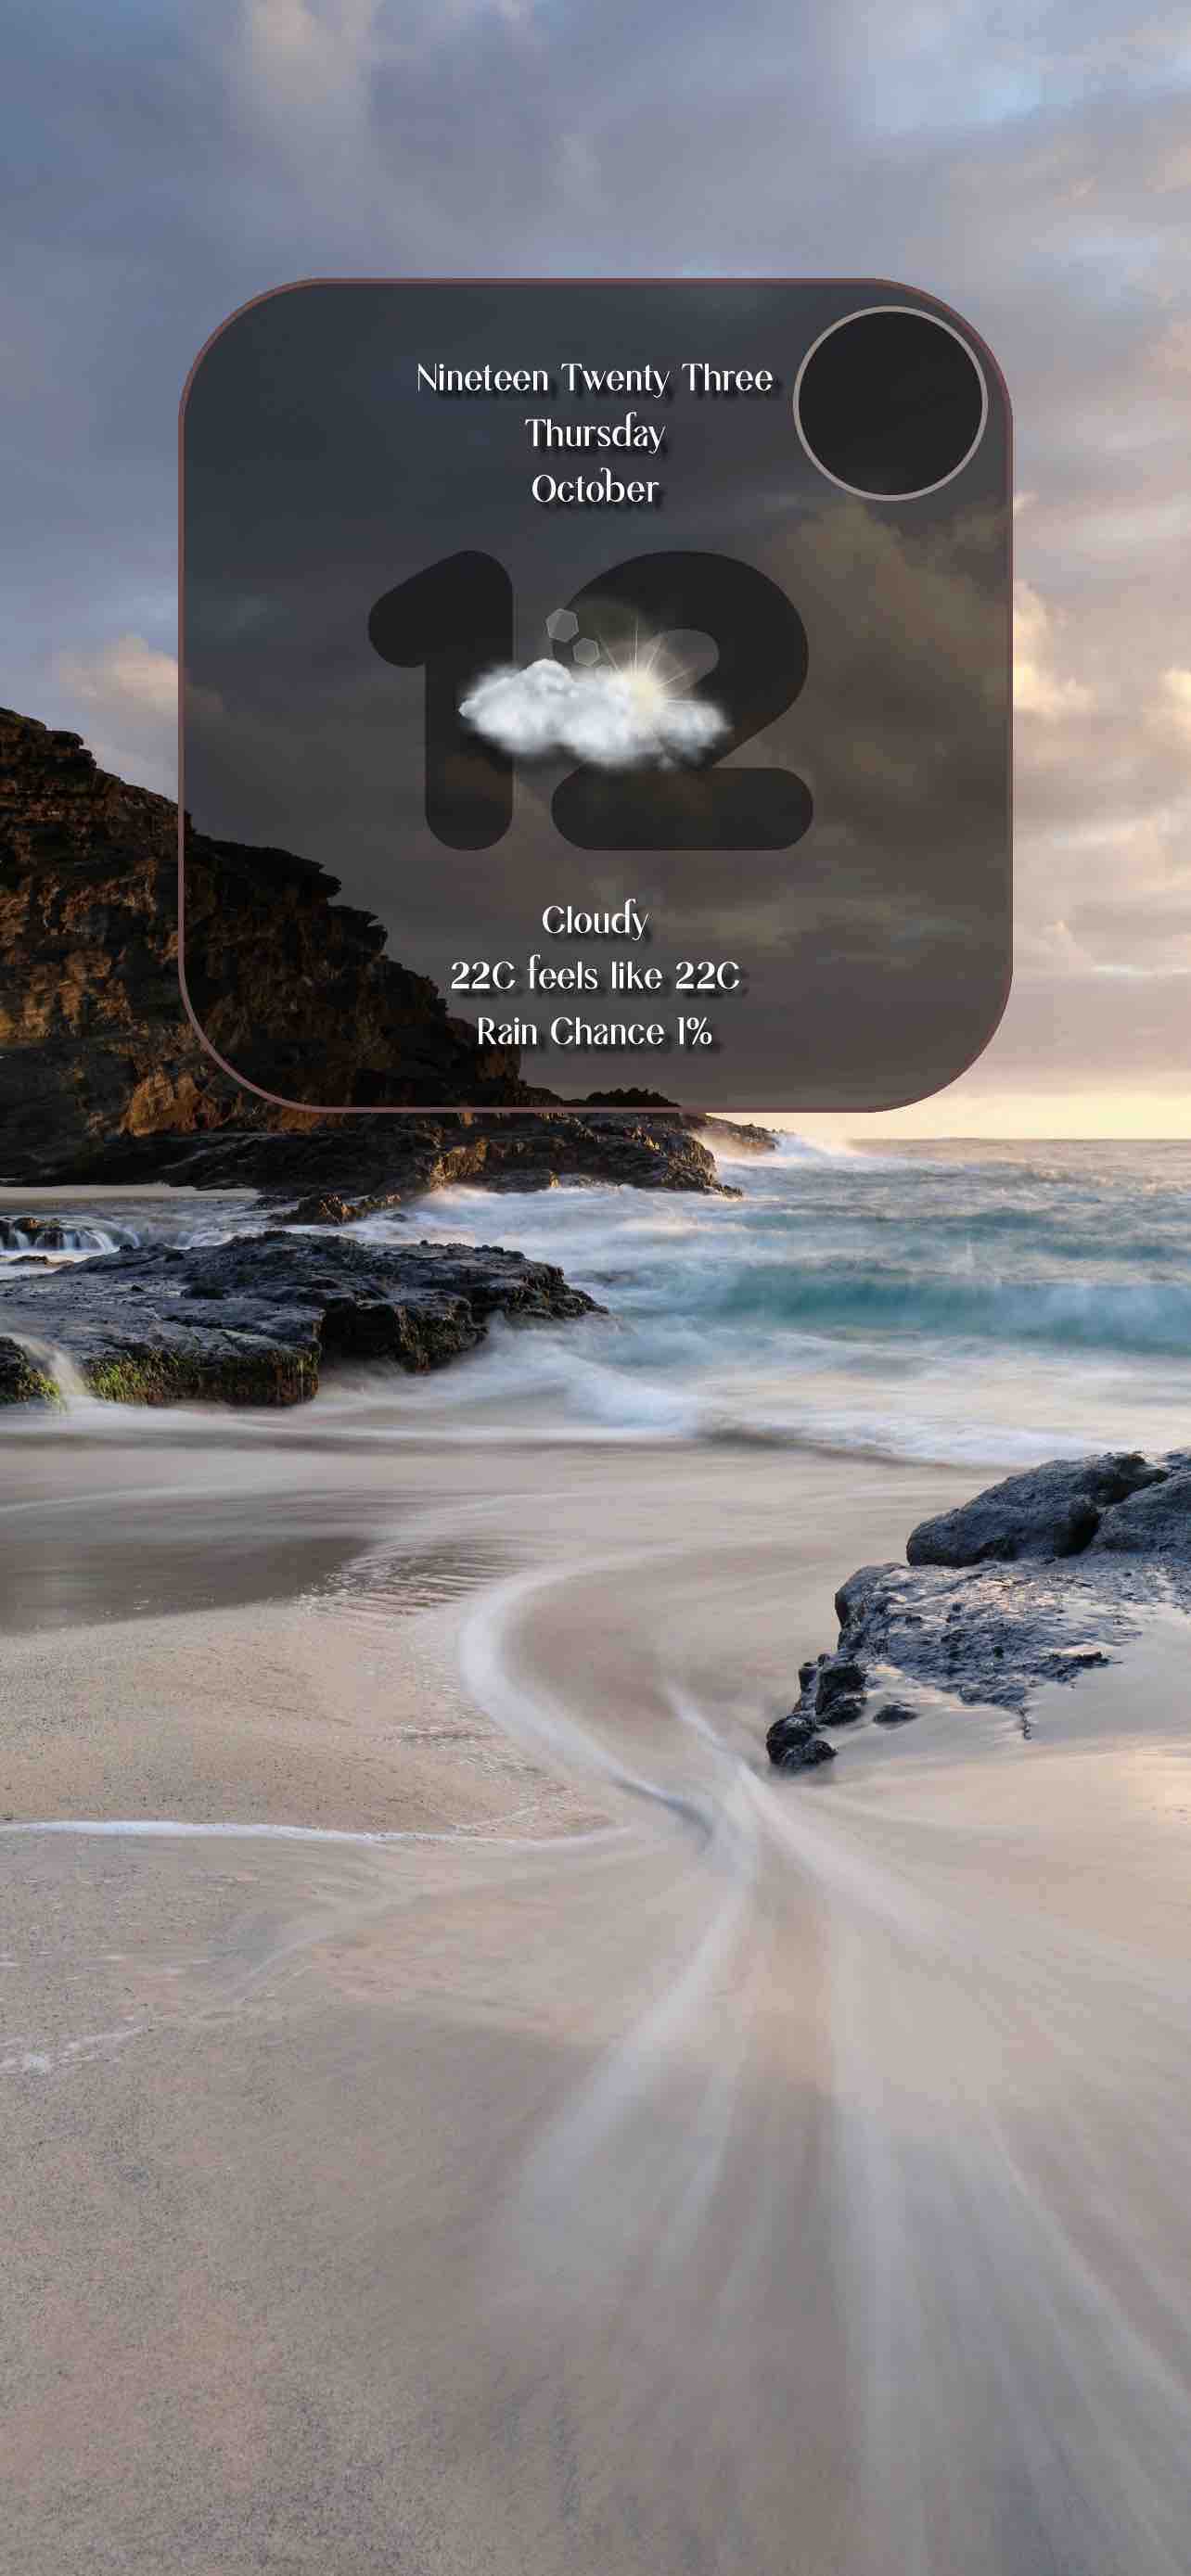 Nineteen Twenty Three
Thursday
October
12
Cloudy
22C feels like 22C
Rain Chance 1%